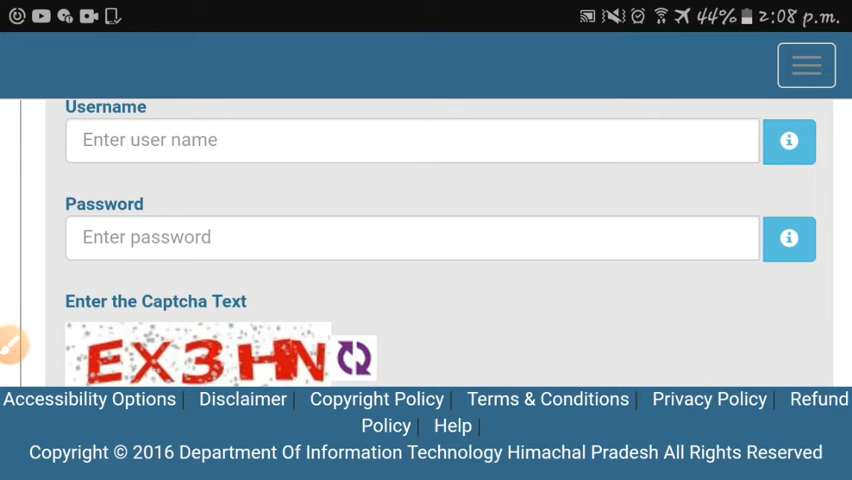 44% 2:08 p.m.
Username
Enter user name
Password
Enter password
Enter the Captcha Text
EX3HN
Accessibility Options | Disclaimer | Copyright Policy | Terms & Conditions | Privacy Policy | Refund
Policy | Help |
Copyright © 2016 Department Of Information Technology Himachal Pradesh All Rights Reserved